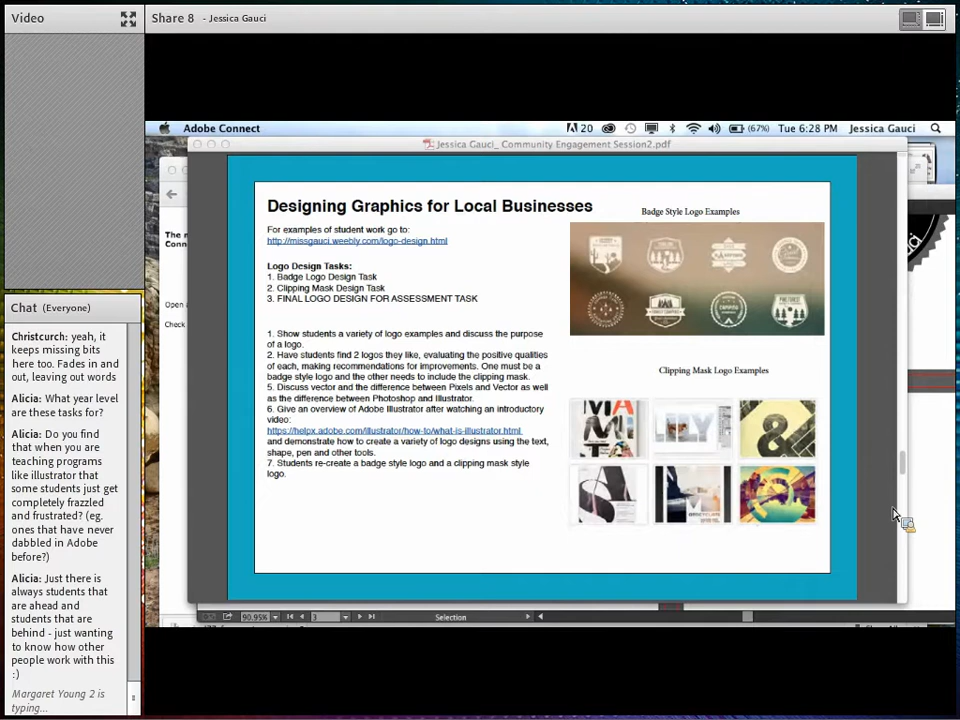 Video
Share 8 - Jessica Gauci
Adobe Connect
20
(67%)
Tue 6:28 PM
Jessica Gauci
Jessica Gauci_ Community Engagement Session2.pdf
Designing Graphics for Local Businesses
For examples of student work go to:
http://missgauci.weebly.com/logo-design.html
Logo Design Tasks:
1. Badge Logo Design Task
2. Clipping Mask Design Task
3. FINAL LOGO DESIGN FOR ASSESSMENT TASK
1. Show students a variety of logo examples and discuss the purpose
of a logo.
2. Have students find 2 logos they like, evaluating the positive qualities
of each, making recommendations for improvements. One must be a
badge style logo and the other needs to include the clipping mask.
5. Discuss vector and the difference between Pixels and Vector as well
as the difference between Photoshop and Illustrator.
6. Give an overview of Adobe Illustrator after watching an introductory
video:
https://helpx.adobe.com/illustrator/how-to/what-is-illustrator.html
and demonstrate how to create a variety of logo designs using the text,
shape, pen and other tools.
7. Students re-create a badge style logo and a clipping mask style
logo.
Badge Style Logo Examples
Clipping Mask Logo Examples
MA
MI
TA
LILY
8
The n
Conn
Open a
Check
90.95%
3
Selection
Chat (Everyone)
Christcurch: yeah, it
keeps missing bits
here too. Fades in and
out, leaving out words
Alicia: What year level
are these tasks for?
Alicia: Do you find
that when you are
teaching programs
like illustrator that
some students just get
completely frazzled
and frustrated? (eg.
ones that have never
dabbled in Adobe
before?)
Alicia: Just there is
always students that
are ahead and
students that are
behind - just wanting
to know how other
people work with this
:)
Margaret Young 2 is
typing...